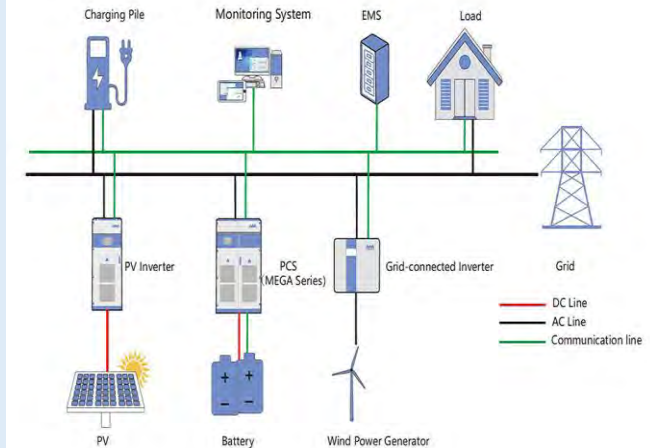 Charging Pile
Monitoring System
EMS
Load
PV Inverter
PCS
(MEGA Series)
Grid-connected Inverter
Grid
DC Line
AC Line
Communication line
PV
Battery
Wind Power Generator